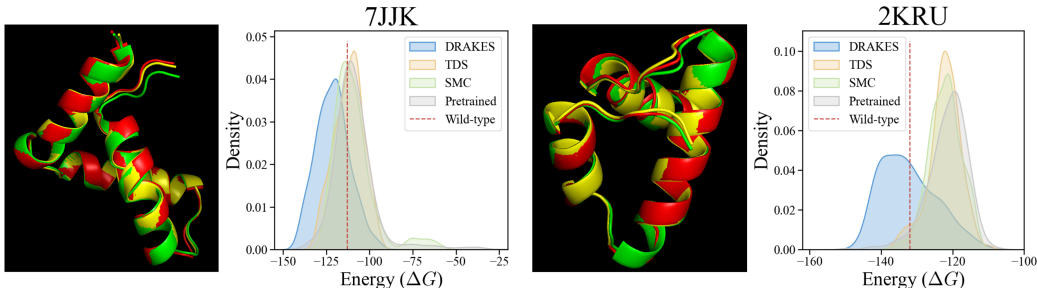 7JJK
Density
0.05
0.04
0.03
0.02
0.01
0.00
DRAKES
TDS
SMC
Pretrained
Wild-type
−150
−125
−100
−75
−50
−25
Energy (ΔG)
2KRU
Density
0.10
0.08
0.06
0.04
0.02
0.00
DRAKES
TDS
SMC
Pretrained
Wild-type
−160
−140
−120
−100
Energy (ΔG)